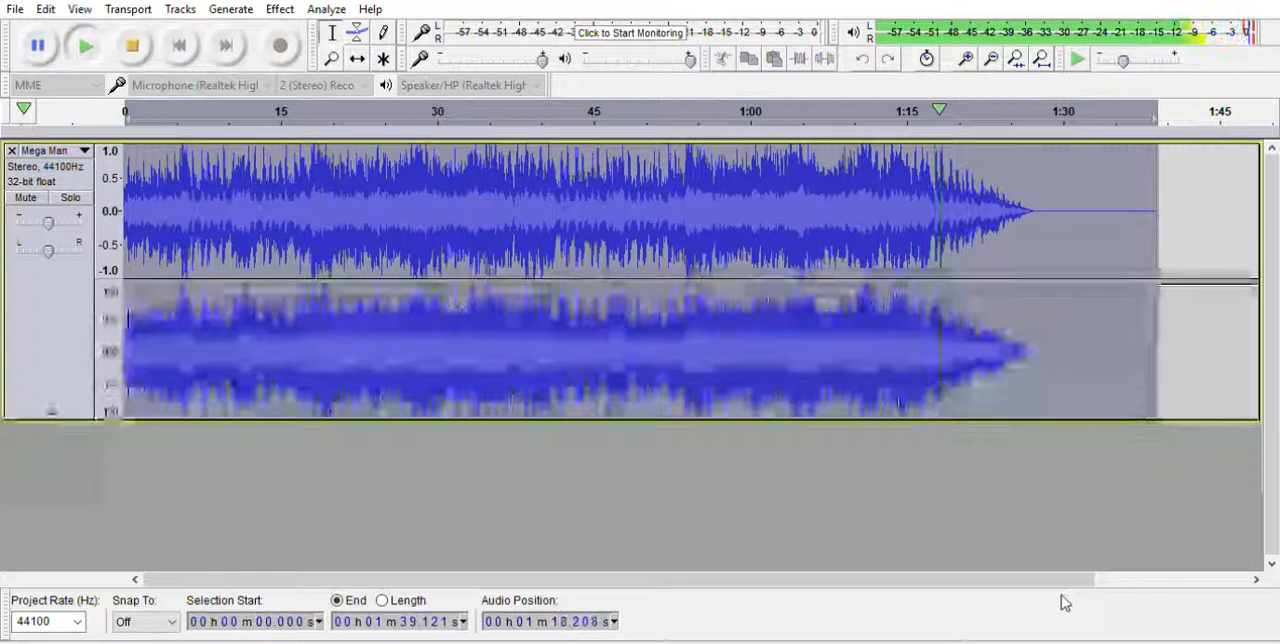 File Edit View Transport Tracks Generate Effect Analyze Help
L R -57 -54 -51 -48 -45 -42 -3 Click to Start Monitoring 1 -18 -15 -12 -9 -6 -3 0 L R -57 -54 -51 -48 -45 -42 -39 -36 -33 -30 -27 -24 -21 -18 -15 -12 -9 -6 -3 0
MME Microphone (Realtek Higl 2 (Stereo) Reco Speaker/HP (Realtek High
0 15 30 45 1:00 1:15 1:30 1:45
X Mega Man
Stereo, 44100Hz
32-bit float
Mute Solo
- +
L R
1.0
0.5-
0.0-
-0.5-
-1.0
Project Rate (Hz): Snap To: Selection Start: End Length Audio Position:
44100 Off 00 h 00 m 00.000 s 00 h 01 m 39.121 s 00 h 01 m 18.208 s